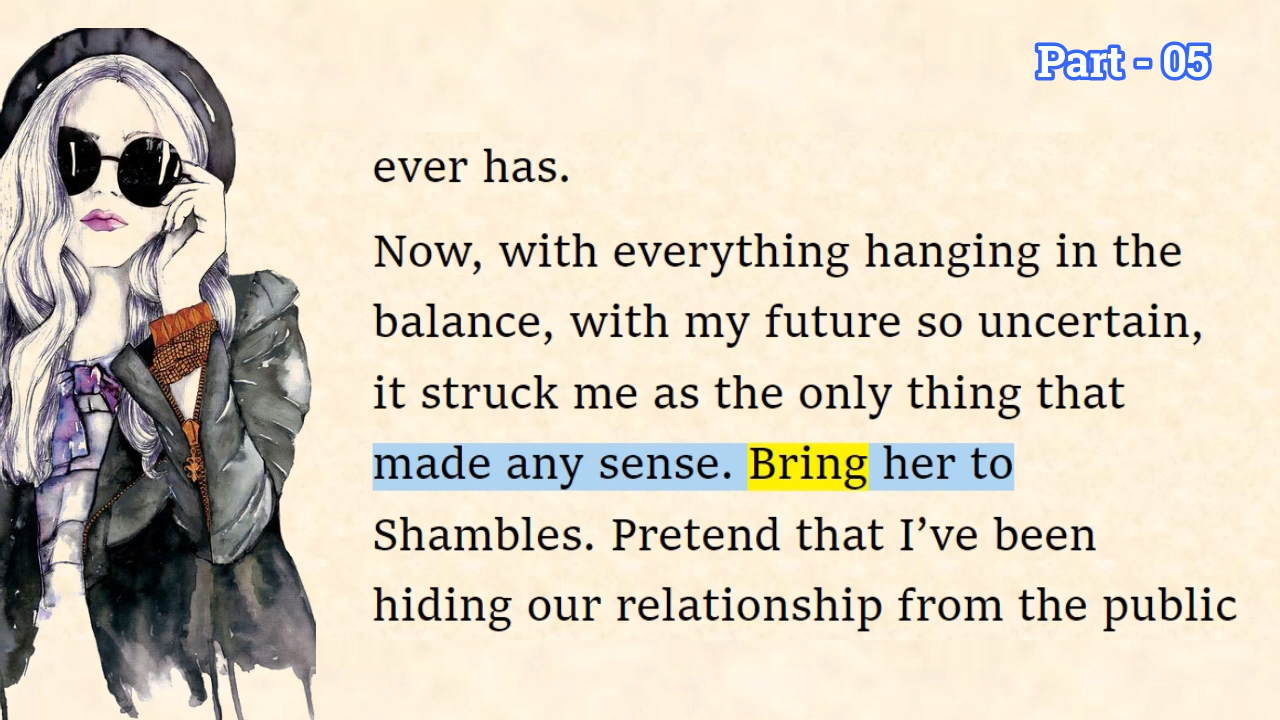 Part - 05
ever has.
Now, with everything hanging in the
balance, with my future so uncertain,
it struck me as the only thing that
made any sense. Bring her to
Shambles. Pretend that I’ve been
hiding our relationship from the public